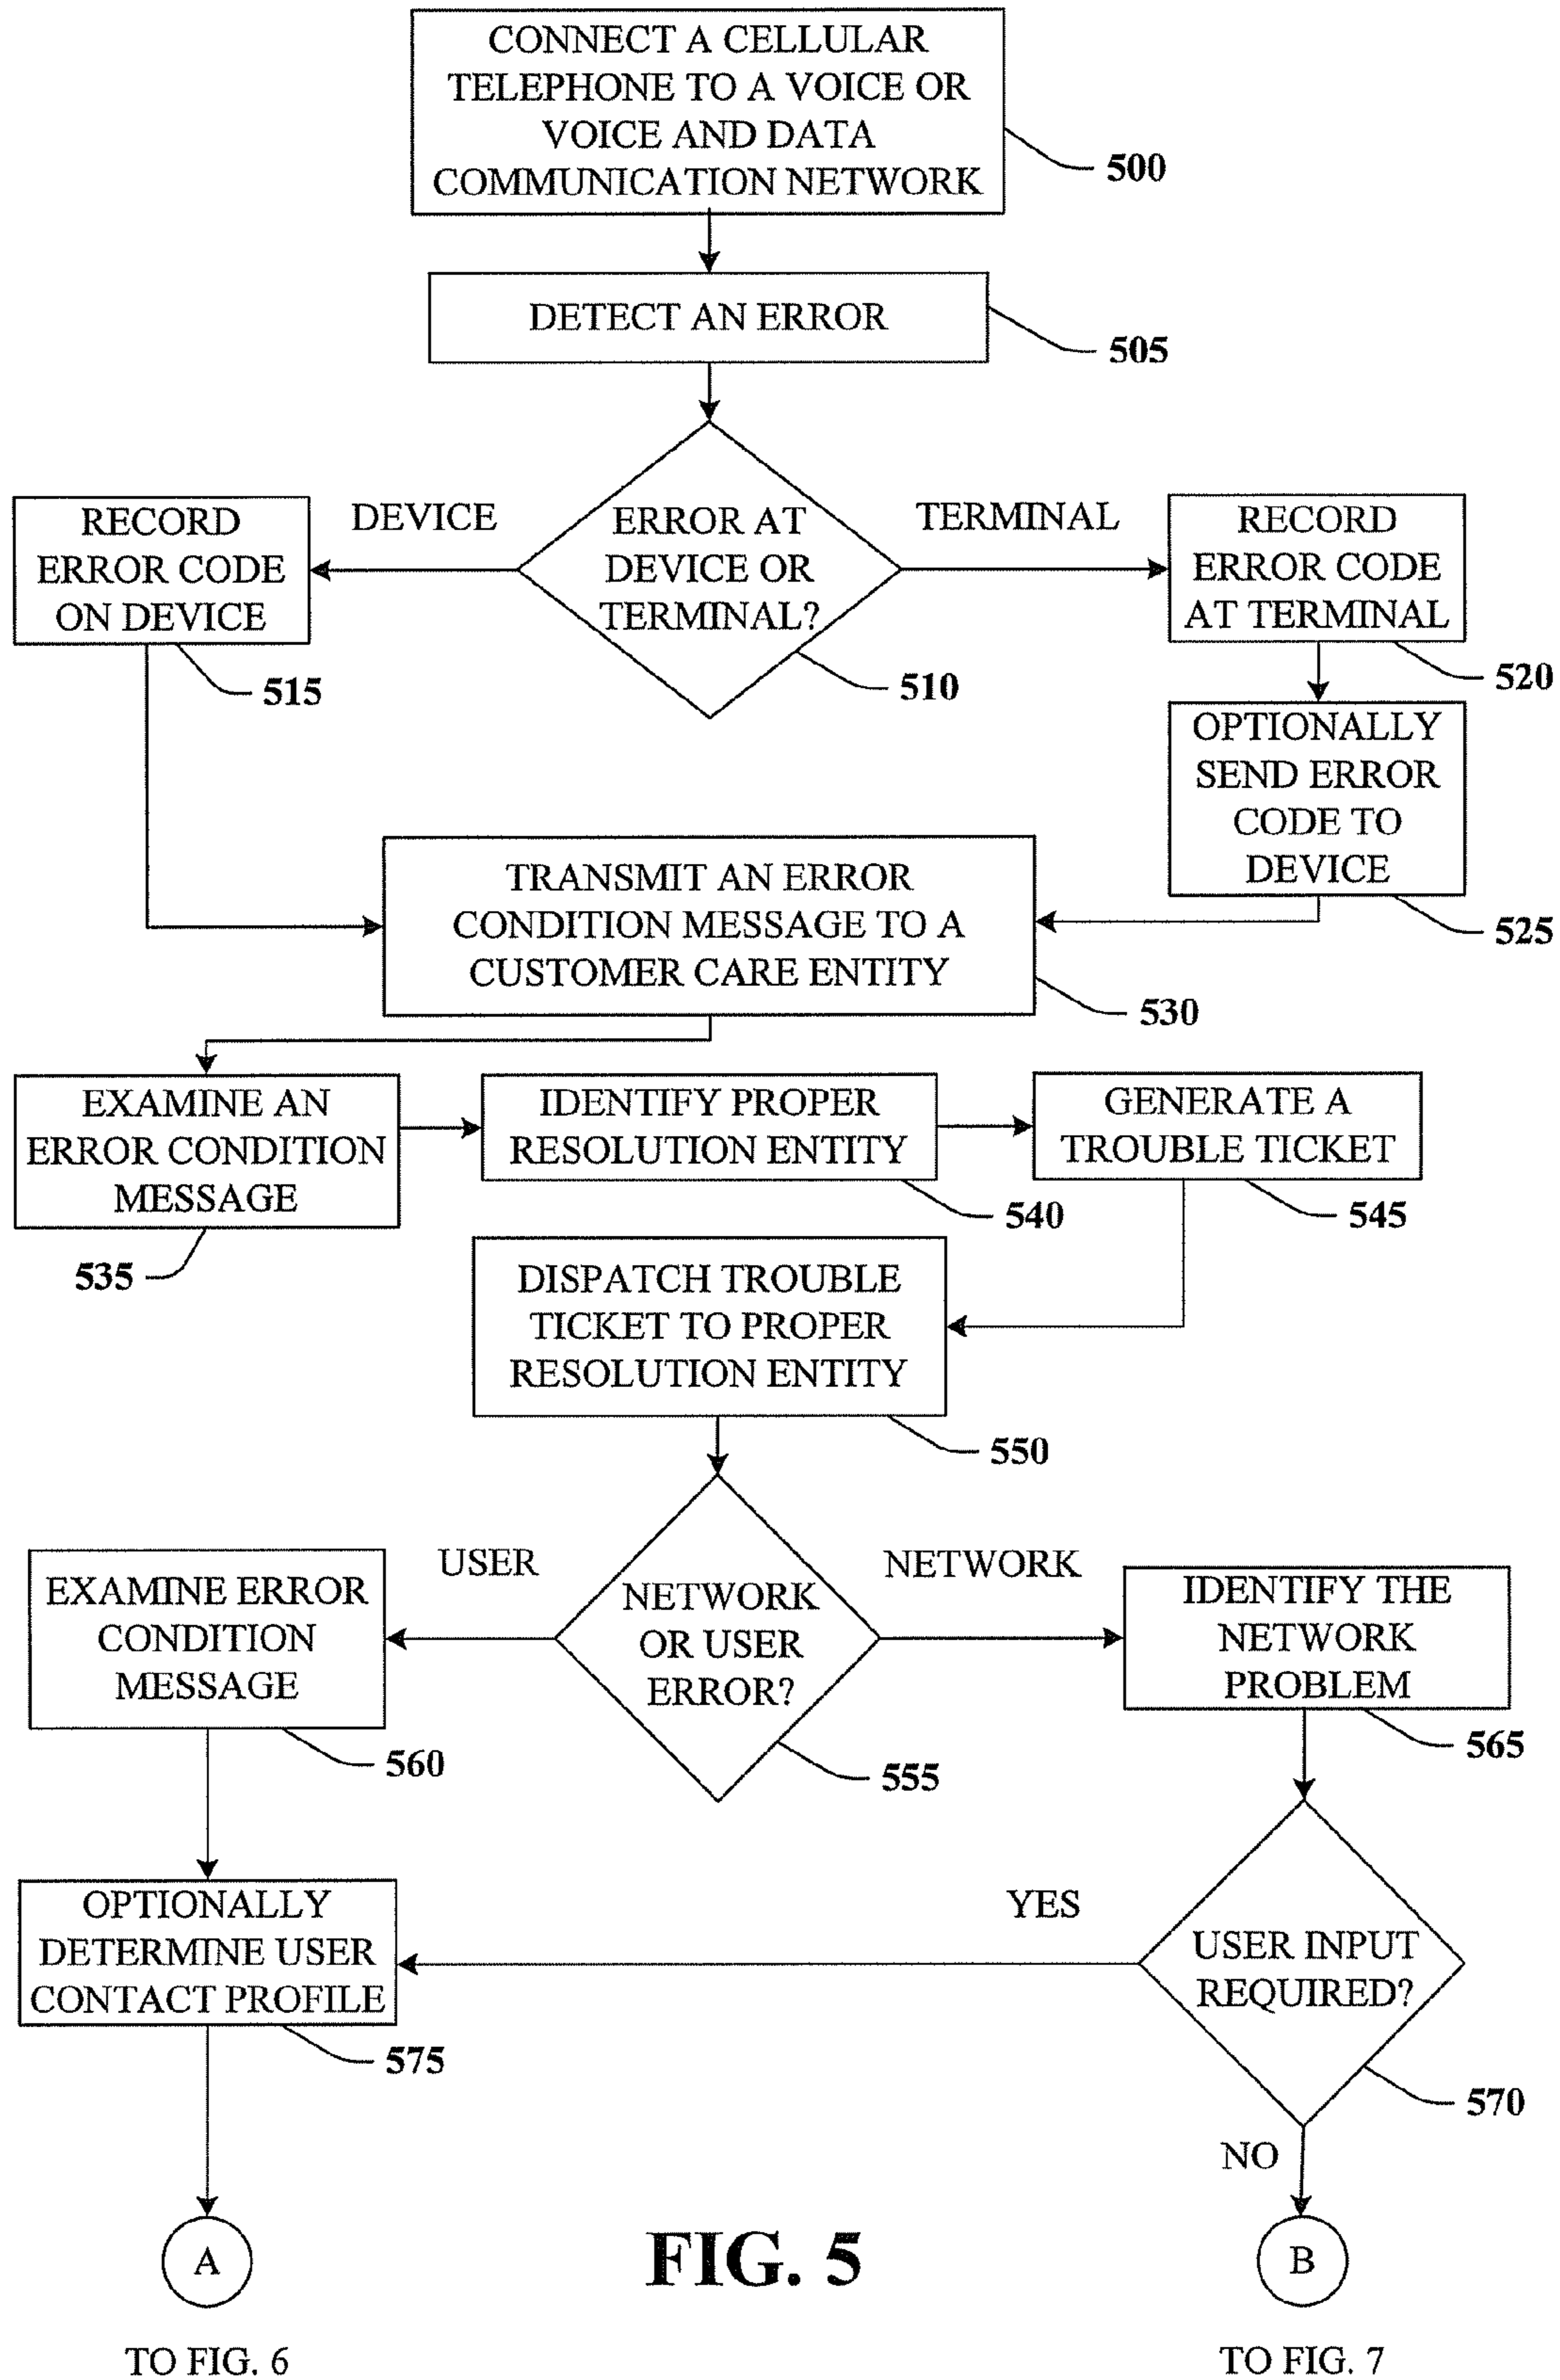 CONNECT A CELLULAR
TELEPHONE TO A VOICE OR
VOICE AND DATA
COMMUNICATION NETWORK
500
DETECT AN ERROR
505
DEVICE
ERROR AT
DEVICE OR
TERMINAL?
TERMINAL
510
RECORD
ERROR CODE
ON DEVICE
515
RECORD
ERROR CODE
AT TERMINAL
520
OPTIONALLY
SEND ERROR
CODE TO
DEVICE
525
TRANSMIT AN ERROR
CONDITION MESSAGE TO A
CUSTOMER CARE ENTITY
530
EXAMINE AN
ERROR CONDITION
MESSAGE
535
IDENTIFY PROPER
RESOLUTION ENTITY
540
GENERATE A
TROUBLE TICKET
545
DISPATCH TROUBLE
TICKET TO PROPER
RESOLUTION ENTITY
550
USER
NETWORK
OR USER
ERROR?
NETWORK
555
EXAMINE ERROR
CONDITION
MESSAGE
560
IDENTIFY THE
NETWORK
PROBLEM
565
OPTIONALLY
DETERMINE USER
CONTACT PROFILE
575
YES
USER INPUT
REQUIRED?
570
NO
A
B
FIG. 5
TO FIG. 6
TO FIG. 7